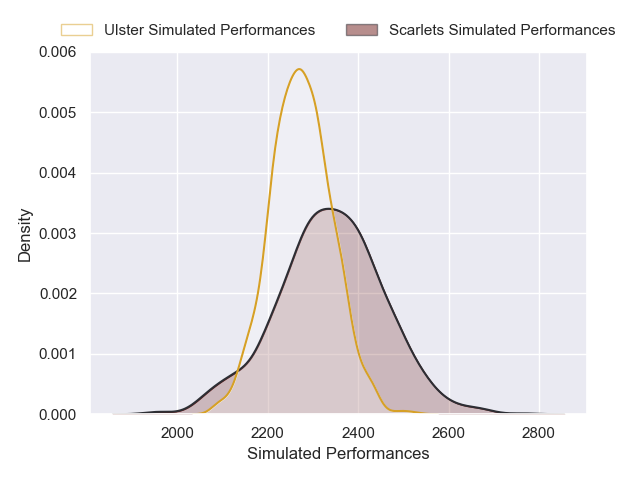 Ulster Simulated Performances Scarlets Simulated Performances
0.006
0.005
0.004
0.003
0.002
0.001
0.000
Density
2000 2200 2400 2600 2800
Simulated Performances